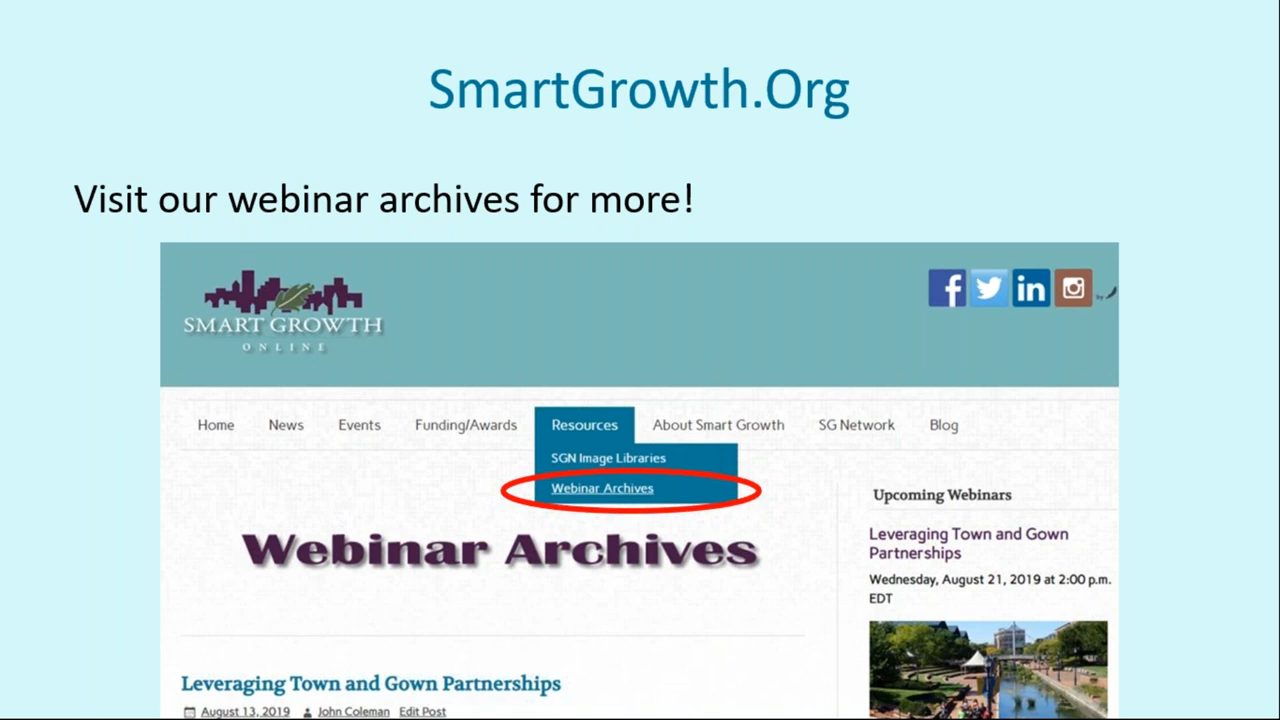 SmartGrowth.Org
Visit our webinar archives for more!
SMART GROWTH
ONLINE
by
Home News Events Funding/Awards Resources About Smart Growth SG Network Blog
SGN Image Libraries
Webinar Archives
Webinar Archives
Leveraging Town and Gown Partnerships
August 13, 2019 John Coleman Edit Post
Upcoming Webinars
Leveraging Town and Gown
Partnerships
Wednesday, August 21, 2019 at 2:00 p.m.
EDT